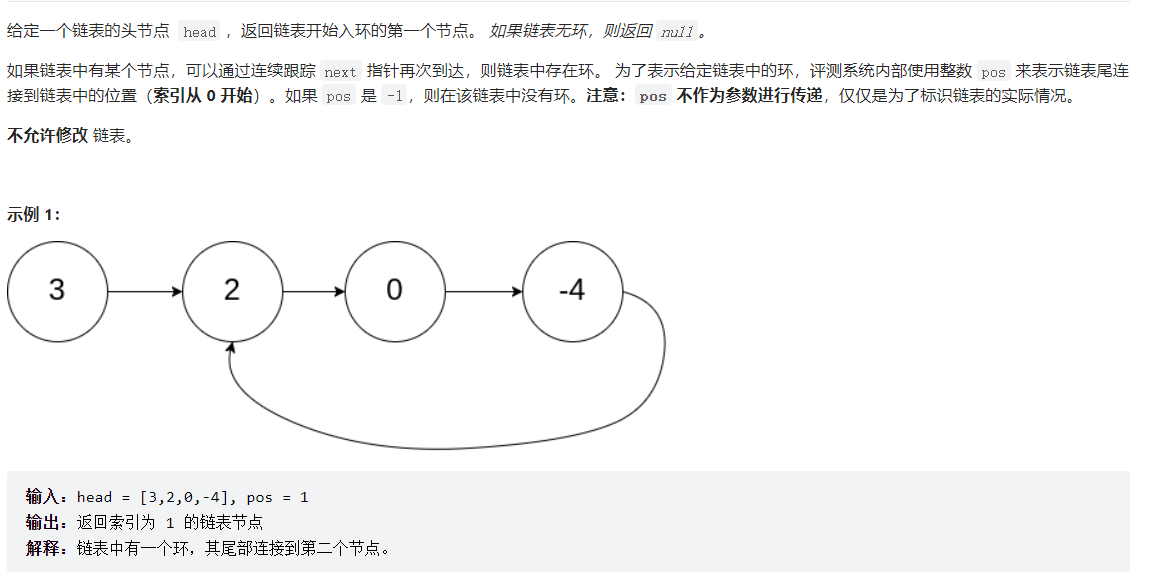 给定一个链表的头节点 head ，返回链表开始入环的第一个节点。 如果链表无环，则返回 null 。
如果链表中有某个节点，可以通过连续跟踪 next 指针再次到达，则链表中存在环。 为了表示给定链表中的环，评测系统内部使用整数 pos 来表示链表尾连
接到链表中的位置（索引从 0 开始）。如果 pos 是 -1，则在该链表中没有环。注意：pos 不作为参数进行传递，仅仅是为了标识链表的实际情况。
不允许修改 链表。
示例 1：
3 2 0 -4
输入：head = [3,2,0,-4], pos = 1
输出：返回索引为 1 的链表节点
解释：链表中有一个环，其尾部连接到第二个节点。